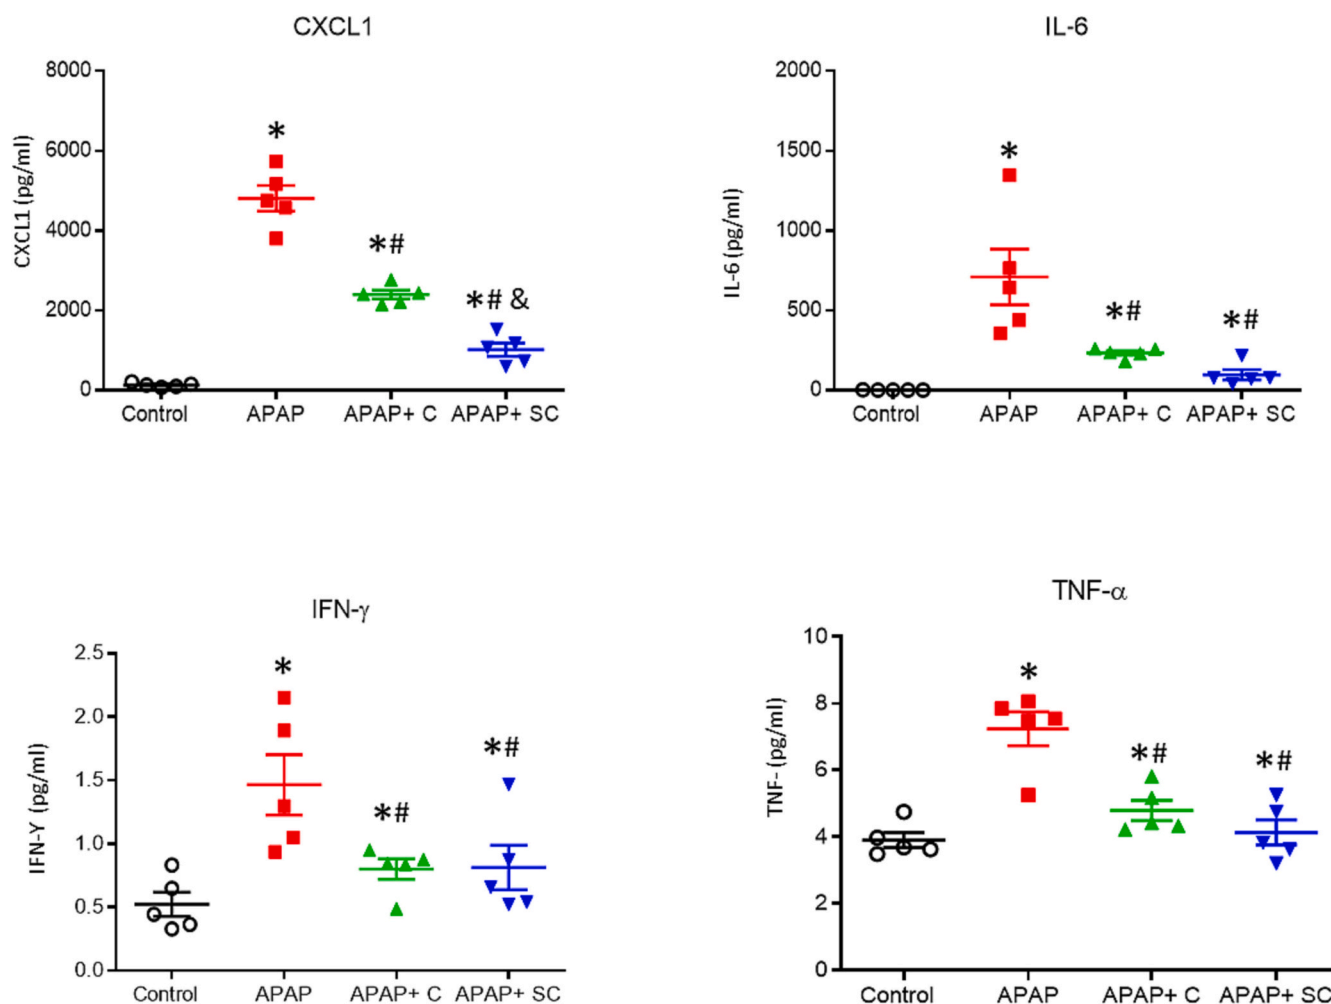 CXCL1
CXCL1 (pg/ml)
8000
6000
4000
2000
0
*
*#
*# &
Control APAP APAP+ C APAP+ SC
IL-6
IL-6 (pg/ml)
2000
1500
1000
500
0
*
*#
*#
Control APAP APAP+ C APAP+ SC
IFN-γ
IFN-Y (pg/ml)
2.5
2.0
1.5
1.0
0.5
0.0
*
*#
*#
Control APAP APAP+ C APAP+ SC
TNF-α
TNF- (pg/ml)
10
8
6
4
2
0
*
*#
*#
Control APAP APAP+ C APAP+ SC